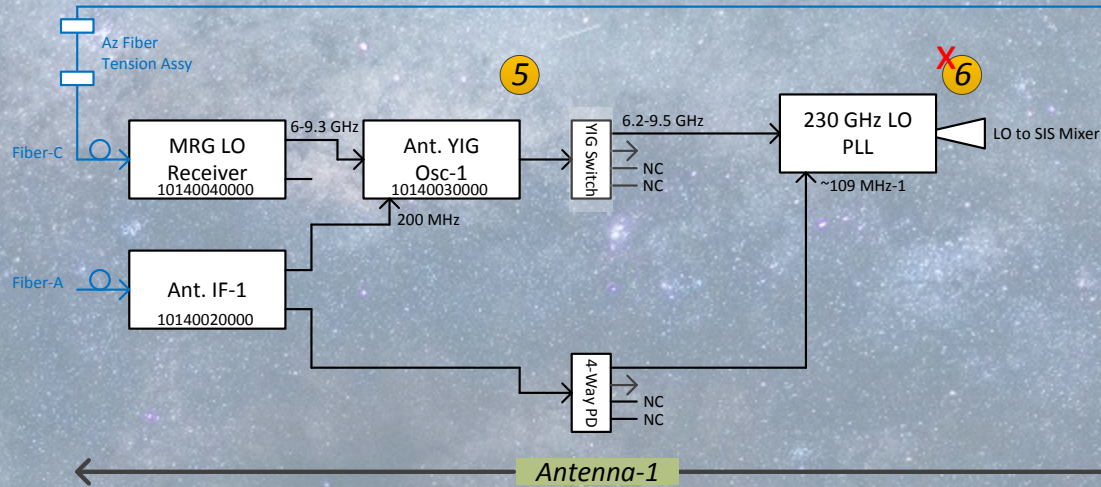 Az Fiber
Tension Assy
5
X
6
Fiber-C
MRG LO
Receiver
10140040000
6-9.3 GHz
Ant. YIG
Osc-1
10140030000
YIG Switch
6.2-9.5 GHz
NC
NC
230 GHz LO
PLL
LO to SIS Mixer
~109 MHz-1
200 MHz
Fiber-A
Ant. IF-1
10140020000
4-Way PD
NC
NC
Antenna-1